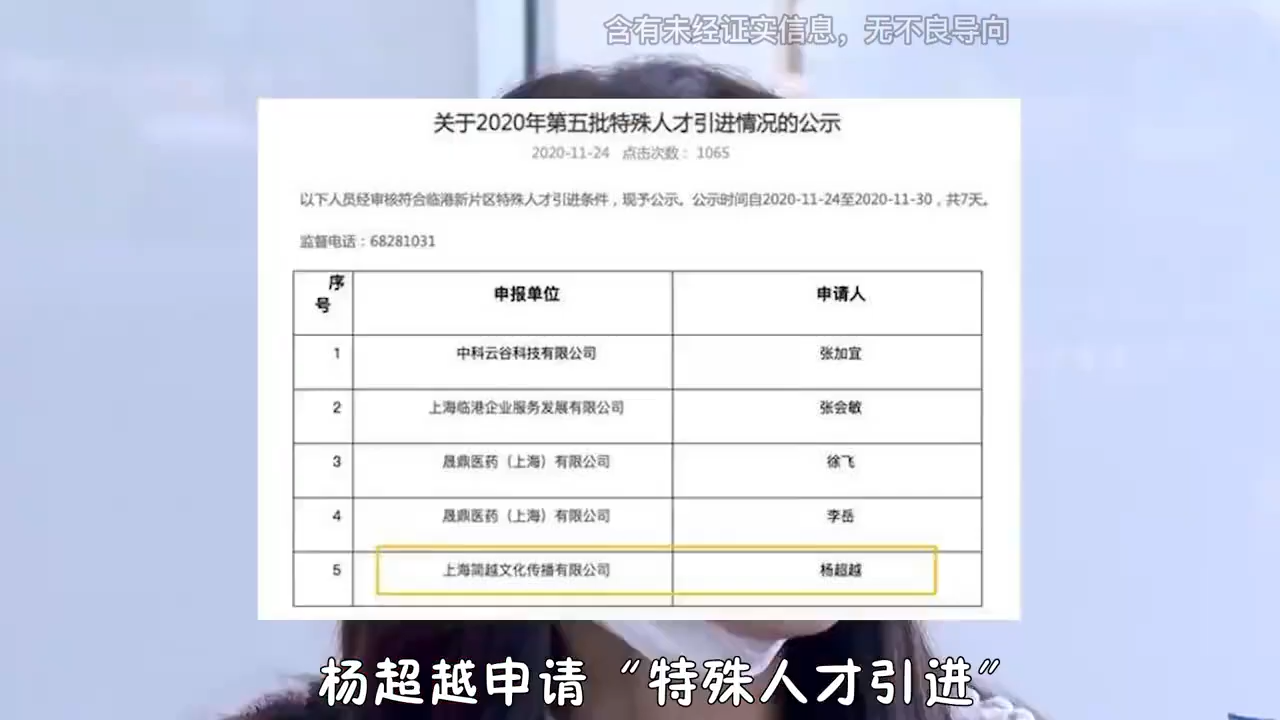 含有未经证实信息，无不良导向
关于2020年第五批特殊人才引进情况的公示
2020-11-24 点击次数： 1065
以下人员经审核符合临港新片区特殊人才引进条件，现予公示。公示时间自2020-11-24至2020-11-30，共7天。
监督电话：68281031
序号 申报单位 申请人
1 中科云谷科技有限公司 张加宜
2 上海临港企业服务发展有限公司 张会敏
3 晟鼎医药（上海）有限公司 徐飞
4 晟鼎医药（上海）有限公司 李岳
5 上海简越文化传播有限公司 杨超越
杨超越申请“特殊人才引进”